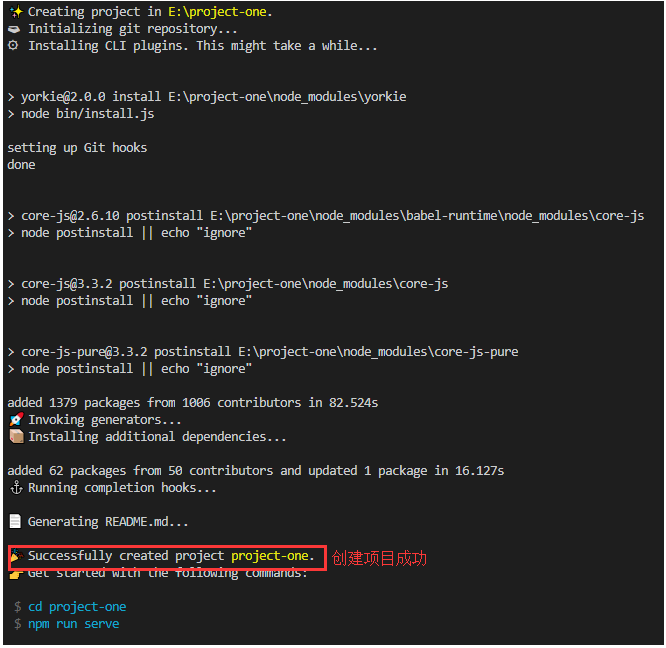 Creating project in E:\project-one.
Initializing git repository...
Installing CLI plugins. This might take a while...
> yorkie@2.0.0 install E:\project-one\node_modules\yorkie
> node bin/install.js
setting up Git hooks
done
> core-js@2.6.10 postinstall E:\project-one\node_modules\babel-runtime\node_modules\core-js
> node postinstall || echo "ignore"
> core-js@3.3.2 postinstall E:\project-one\node_modules\core-js
> node postinstall || echo "ignore"
> core-js-pure@3.3.2 postinstall E:\project-one\node_modules\core-js-pure
> node postinstall || echo "ignore"
added 1379 packages from 1006 contributors in 82.524s
Invoking generators...
Installing additional dependencies...
added 62 packages from 50 contributors and updated 1 package in 16.127s
Running completion hooks...
Generating README.md...
Successfully created project project-one. 创建项目成功
Get started with the following commands:
$ cd project-one
$ npm run serve